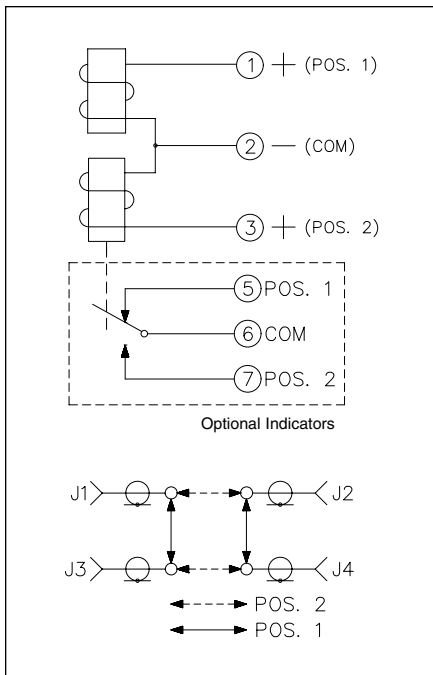 1 + (POS. 1)
2 — (COM)
3 + (POS. 2)
5 POS. 1
6 COM
7 POS. 2
Optional Indicators
J1 J2
J3 J4
POS. 2
POS. 1